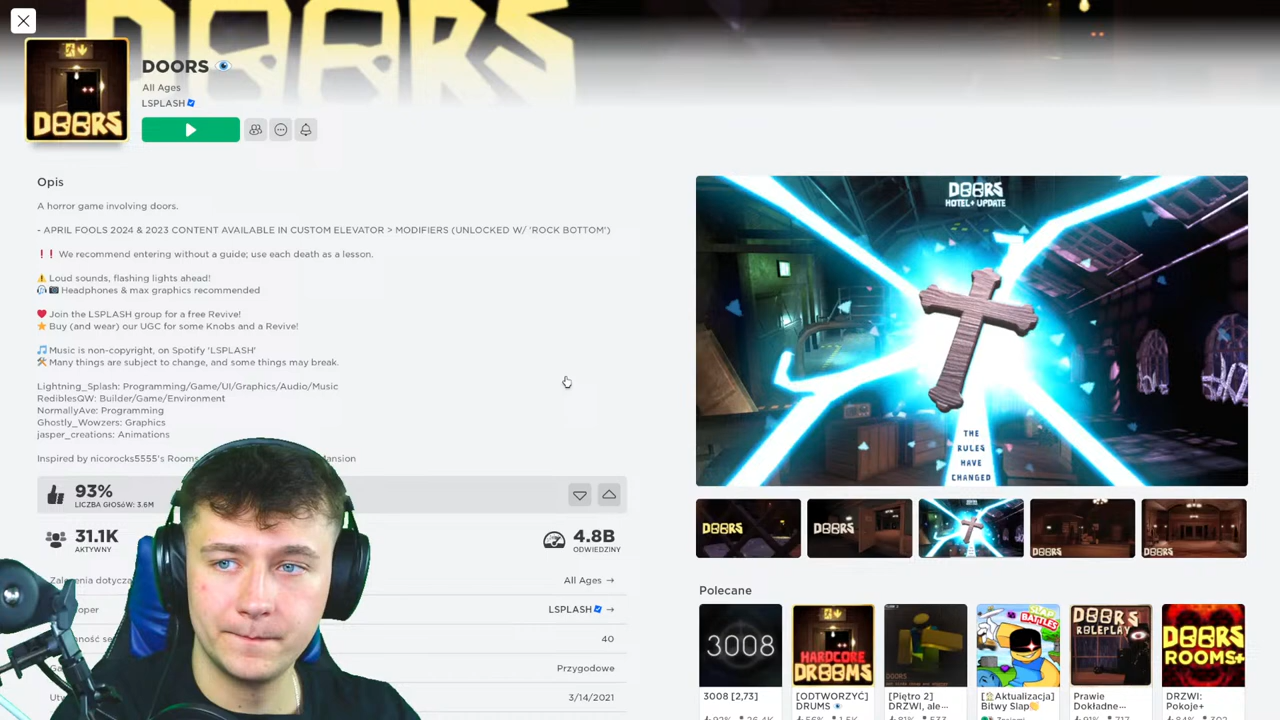 DOORS
DOORS
DOORS
All Ages
LSPLASH
Opis
A horror game involving doors.
- APRIL FOOLS 2024 & 2023 CONTENT AVAILABLE IN CUSTOM ELEVATOR > MODIFIERS (UNLOCKED W/ 'ROCK BOTTOM')
❗❗ We recommend entering without a guide; use each death as a lesson.
⚠️ Loud sounds, flashing lights ahead!
🎧 📷 Headphones & max graphics recommended
❤️ Join the LSPLASH group for a free Revive!
⭐ Buy (and wear) our UGC for some Knobs and a Revive!
🎵 Music is non-copyright, on Spotify 'LSPLASH'
🛠️ Many things are subject to change, and some things may break.
Lightning_Splash: Programming/Game/UI/Graphics/Audio/Music
RediblesQW: Builder/Game/Environment
NormallyAve: Programming
Ghostly_Wowzers: Graphics
jasper_creations: Animations
Inspired by nicorocks5555's Rooms
93%
LICZBA GŁOSÓW: 3.6M
31.1K
AKTYWNY
4.8B
ODWIEDZINY
All Ages →
LSPLASH →
40
Przygodowe
3/14/2021
DOORS
HOTEL+ UPDATE
THE
RULES
HAVE
CHANGED
DOORS
DOORS
DOORS
DOORS
Polecane
3008
HARDCORE
DROOMS
DOORS
SLAP
BATTLES
DOORS
ROLEPLAY
DOORS
ROOMS+
3008 [2,73]
[ODTWORZYĆ]
DRUMS
[Piętro 2]
DRZWI, ale...
[Aktualizacja]
Bitwy Slap
Prawie
Dokładne...
DRZWI:
Pokoje+